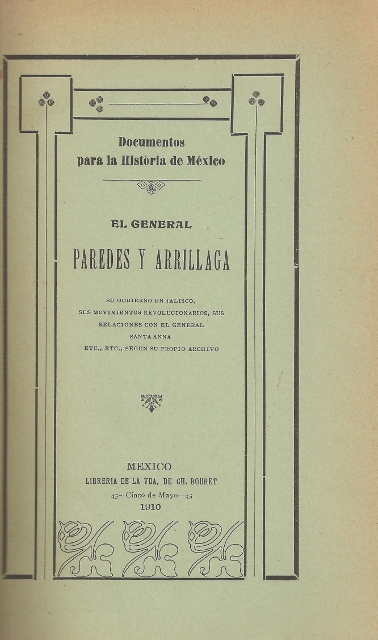 Documentos
para la Historia de México
EL GENERAL
PAREDES Y ARRILLAGA
SU GOBIERNO EN JALISCO,
SUS MOVIMIENTOS REVOLUCIONARIOS, SUS
RELACIONES CON EL GENERAL
SANTA ANNA
ETC., ETC., SEGÚN SU PROPIO ARCHIVO
MEXICO
LIBRERIA DE LA VDA. DE CH. BOURET
45—Cinco de Mayo—45
1910